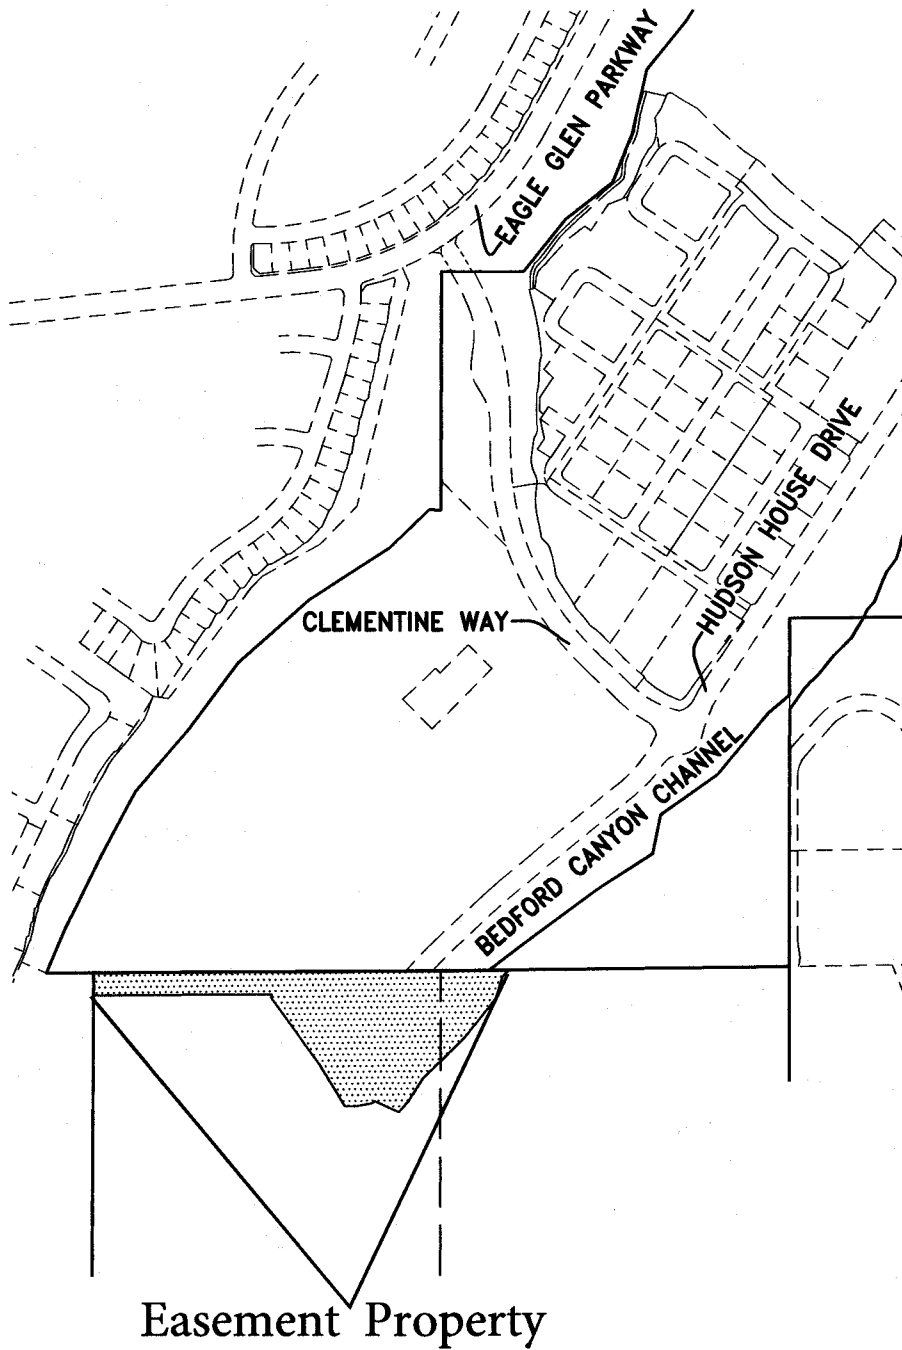 EAGLE GLEN PARKWAY
HUDSON HOUSE DRIVE
CLEMENTINE WAY
BEDFORD CANYON CHANNEL
Easement Property